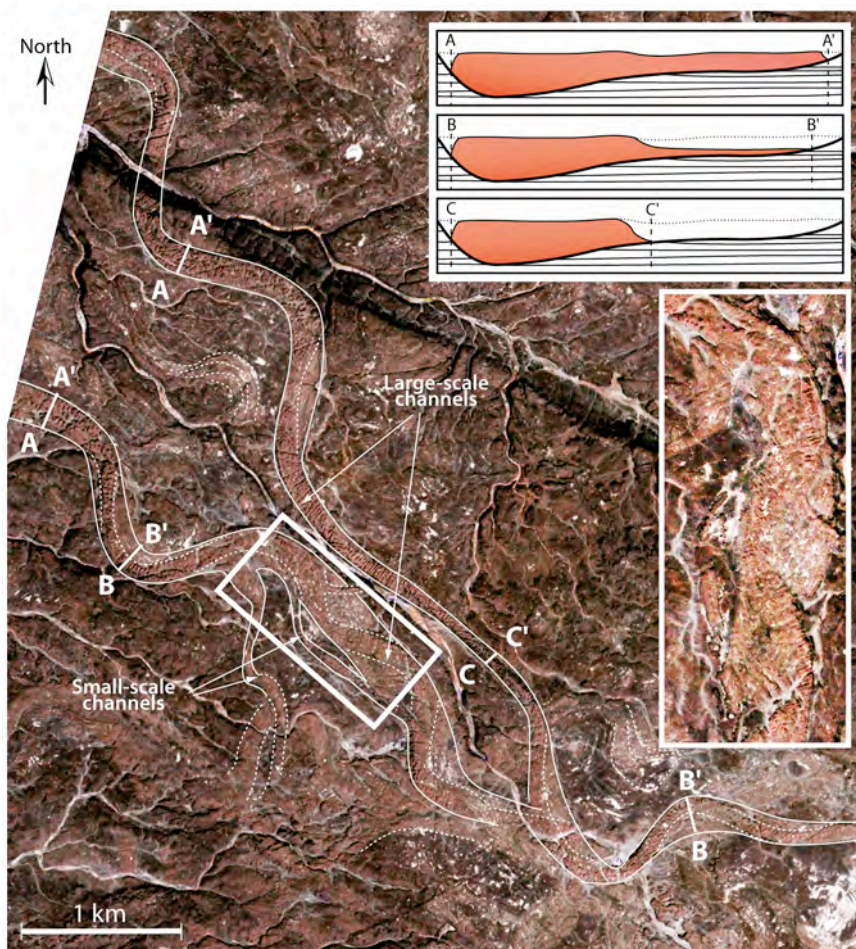 North
A
A'
B
B'
C
C'
A'
A
Large-scale
channels
A'
A
B'
B
C'
C
Small-scale
channels
B'
B
1 km